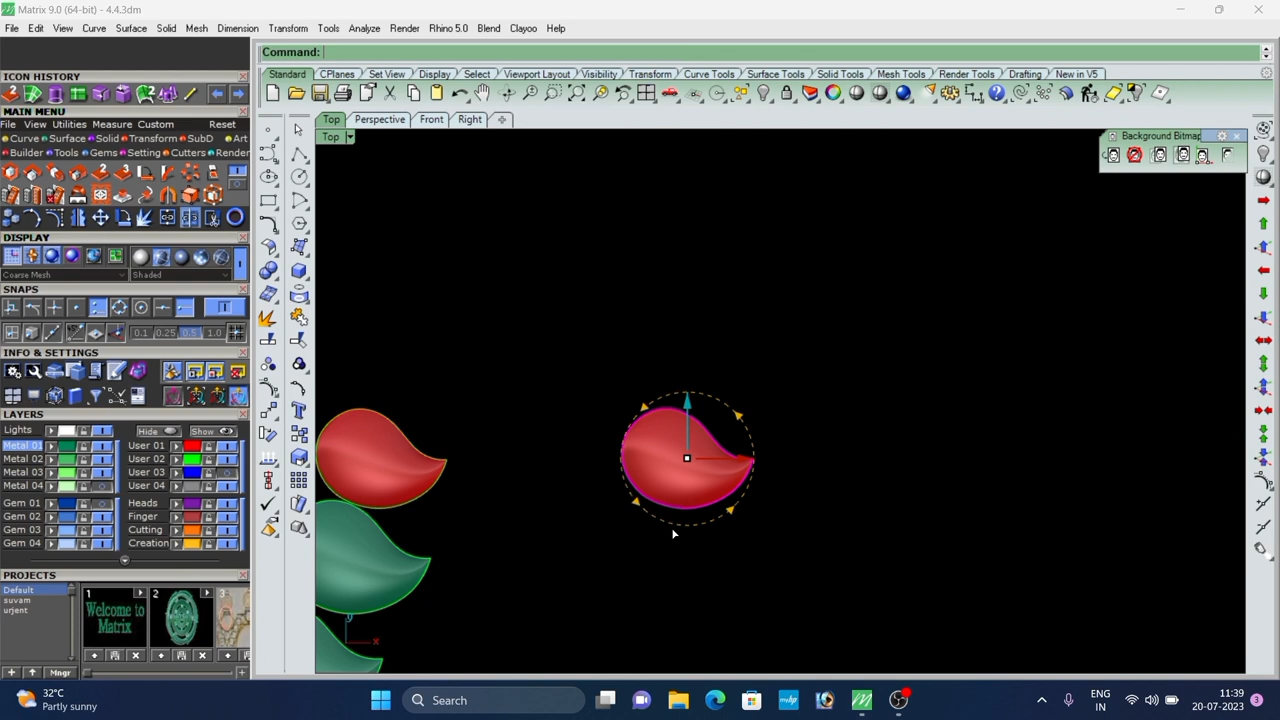 Matrix 9.0 (64-bit) - 4.4.3dm
File Edit View Curve Surface Solid Mesh Dimension Transform Tools Analyze Render Rhino 5.0 Blend Clayoo Help
Command:
Standard CPlanes Set View Display Select Viewport Layout Visibility Transform Curve Tools Surface Tools Solid Tools Mesh Tools Render Tools Drafting New in V5
ICON HISTORY
MAIN MENU
File View Utilities Measure Custom Reset
Curve Surface Solid Transform SubD Art
Builder Tools Gems Setting Cutters Render
DISPLAY
Coarse Mesh Shaded
SNAPS
0.1 0.25 0.5 1.0
INFO & SETTINGS
LAYERS
Lights Hide Show
Metal 01 User 01
Metal 02 User 02
Metal 03 User 03
Metal 04 User 04
Gem 01 Heads
Gem 02 Finger
Gem 03 Cutting
Gem 04 Creation
PROJECTS
Default
suvam
urjent
1 2 3
Welcome to
Matrix
Mngr
Top Perspective Front Right
Top
Background Bitmap
y
x
32°C
Partly sunny
Search
ENG
IN
11:39
20-07-2023
3